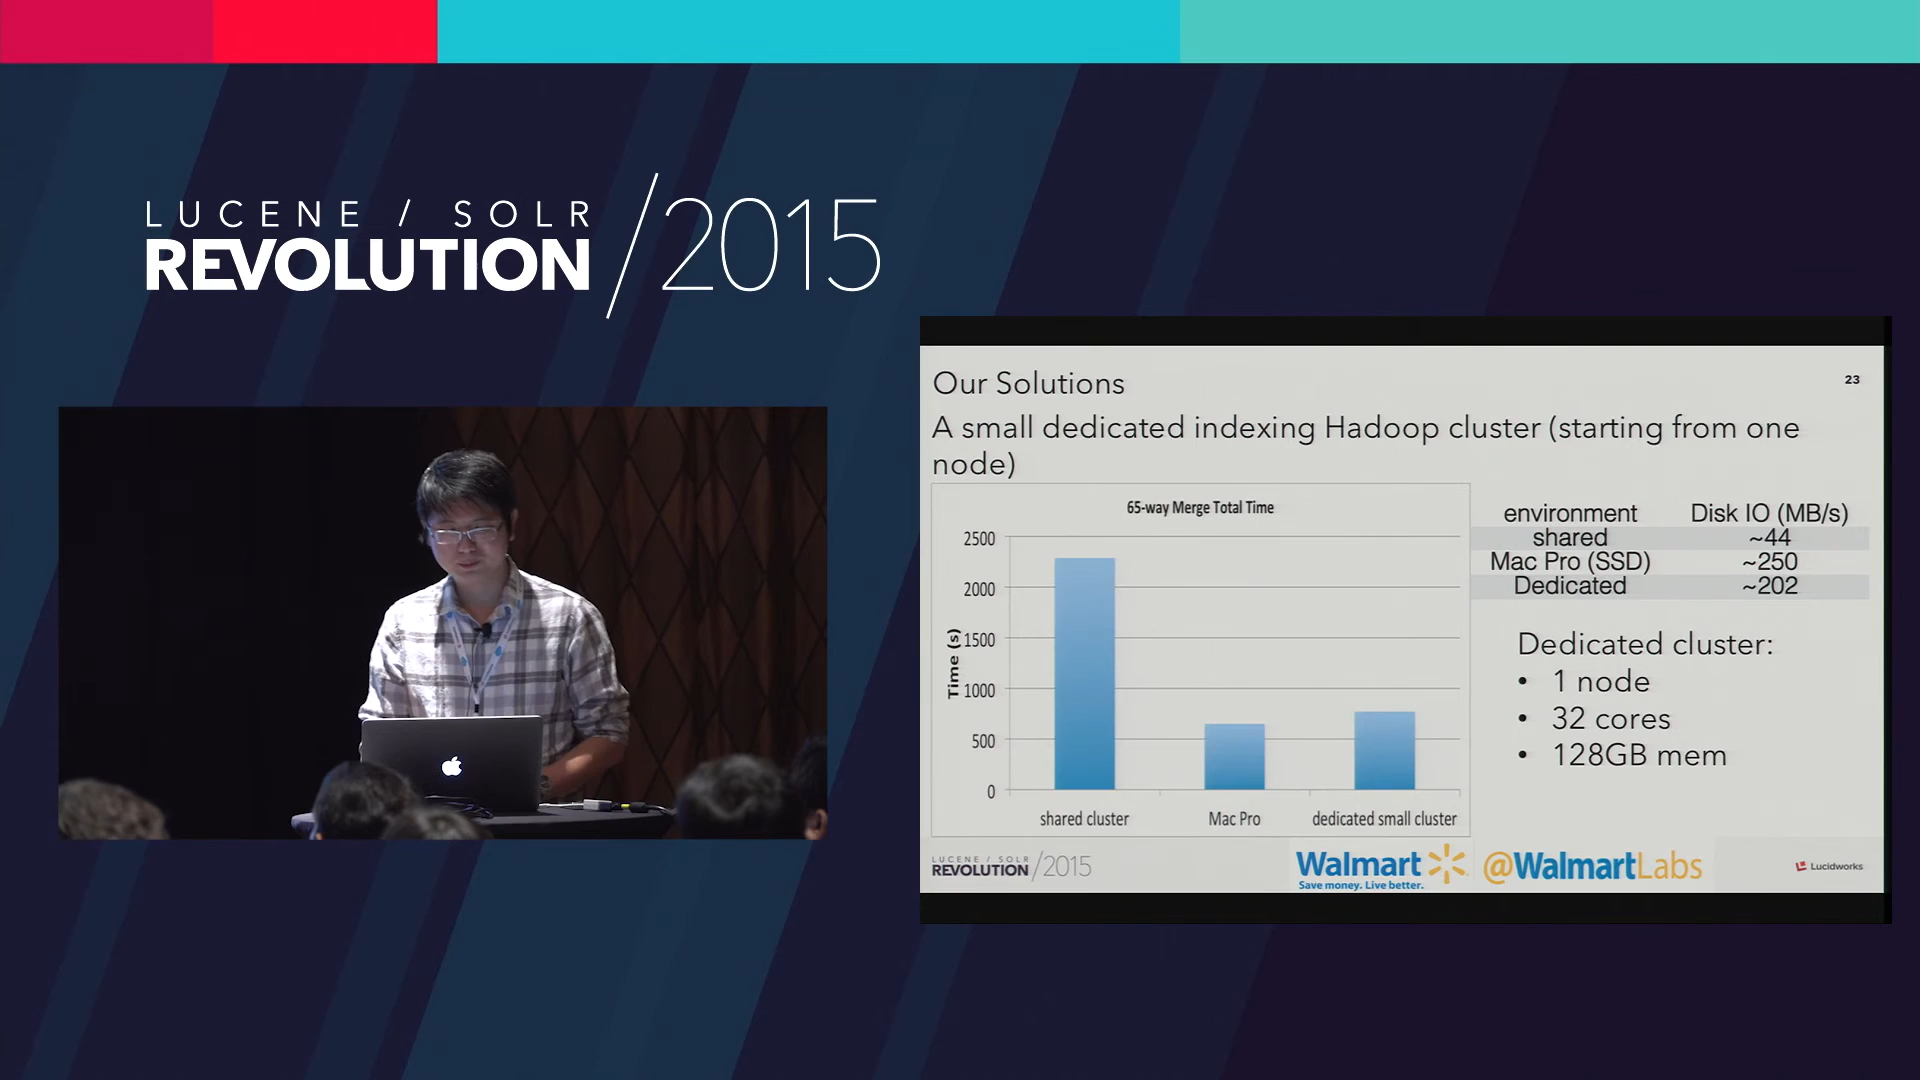 LUCENE / SOLR
REVOLUTION /2015
Our Solutions
23
A small dedicated indexing Hadoop cluster (starting from one
node)
65-way Merge Total Time
2500
2000
1500
1000
500
0
Time (s)
shared cluster
Mac Pro
dedicated small cluster
environment Disk IO (MB/s)
shared ~44
Mac Pro (SSD) ~250
Dedicated ~202
Dedicated cluster:
• 1 node
• 32 cores
• 128GB mem
LUCENE / SOLR
REVOLUTION /2015
Walmart
Save money. Live better.
@WalmartLabs
Lucidworks